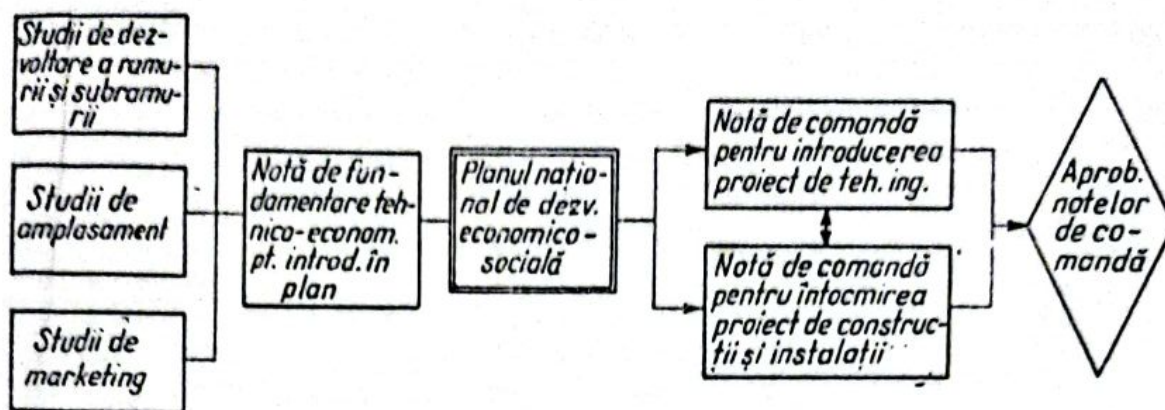 Studii de dez-
voltare a ramu-
rii și subramu-
rii
Studii de
amplasament
Studii de
marketing
Notă de fun-
damentare teh-
nico-econom.
pt. introd. în
plan
Planul națio-
nal de dezv.
economico-
socială
Notă de comandă
pentru introducerea
proiect de teh. ing.
Notă de comandă
pentru întocmirea
proiect de construc-
ții și instalații
Aprob.
notelor
de co-
mandă